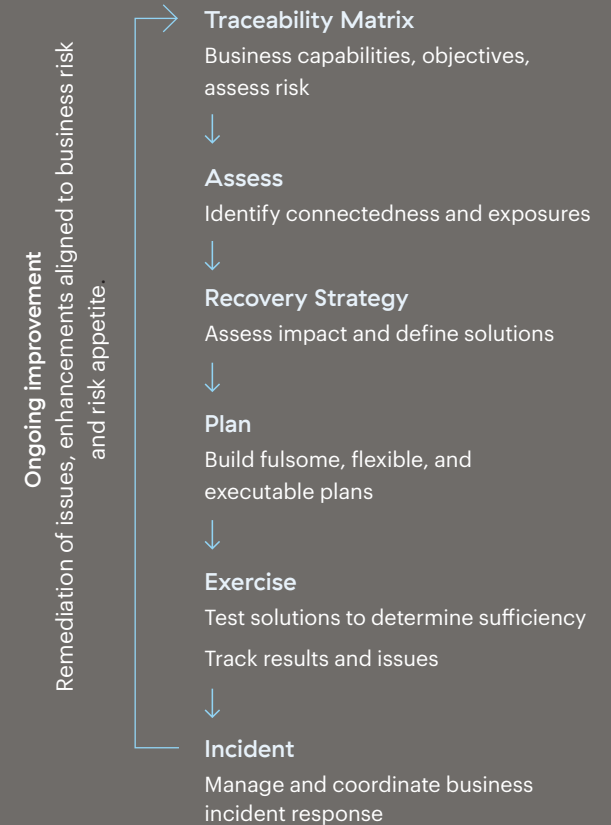 Ongoing improvement
Remediation of issues, enhancements aligned to business risk
and risk appetite.
Traceability Matrix
Business capabilities, objectives,
assess risk
Assess
Identify connectedness and exposures
Recovery Strategy
Assess impact and define solutions
Plan
Build fulsome, flexible, and
executable plans
Exercise
Test solutions to determine sufficiency
Track results and issues
Incident
Manage and coordinate business
incident response